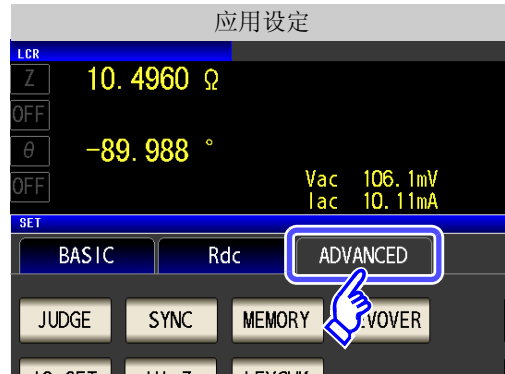 应用设定
LCR
Z 10.4960 Ω
OFF
θ -89.988 °
OFF
Vac 106.1mV
Iac 10.11mA
SET
BASIC Rdc ADVANCED
JUDGE SYNC MEMORY